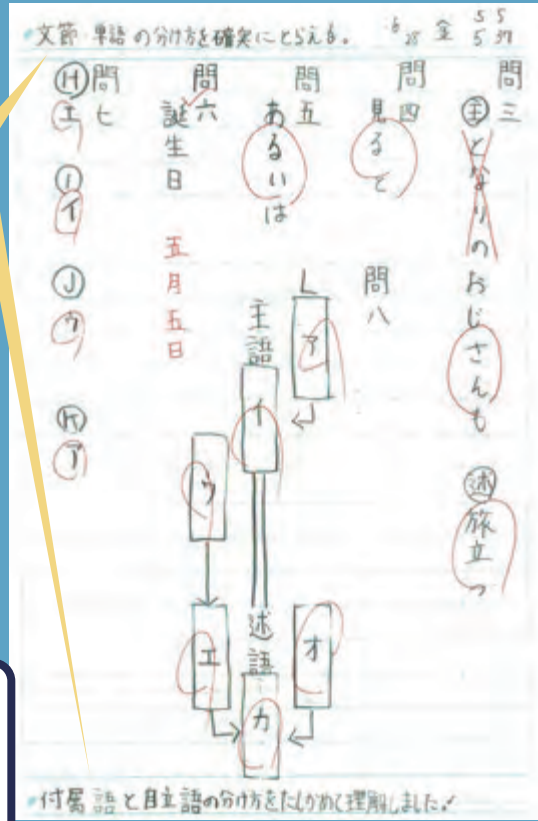 文節・単語の分け方を確実にとらえる。
6 28 金 5 5 5 37
問三
主 となりのおじさんも 述 旅立つ
問四
見ると
問五
あるいは
問六
誕生日 五月五日
問七
H エ I イ J ウ K ア
問八
L ア
主語 イ
ウ
エ
オ
述語 カ
付属語と自立語の分け方をたしかめて理解しました!